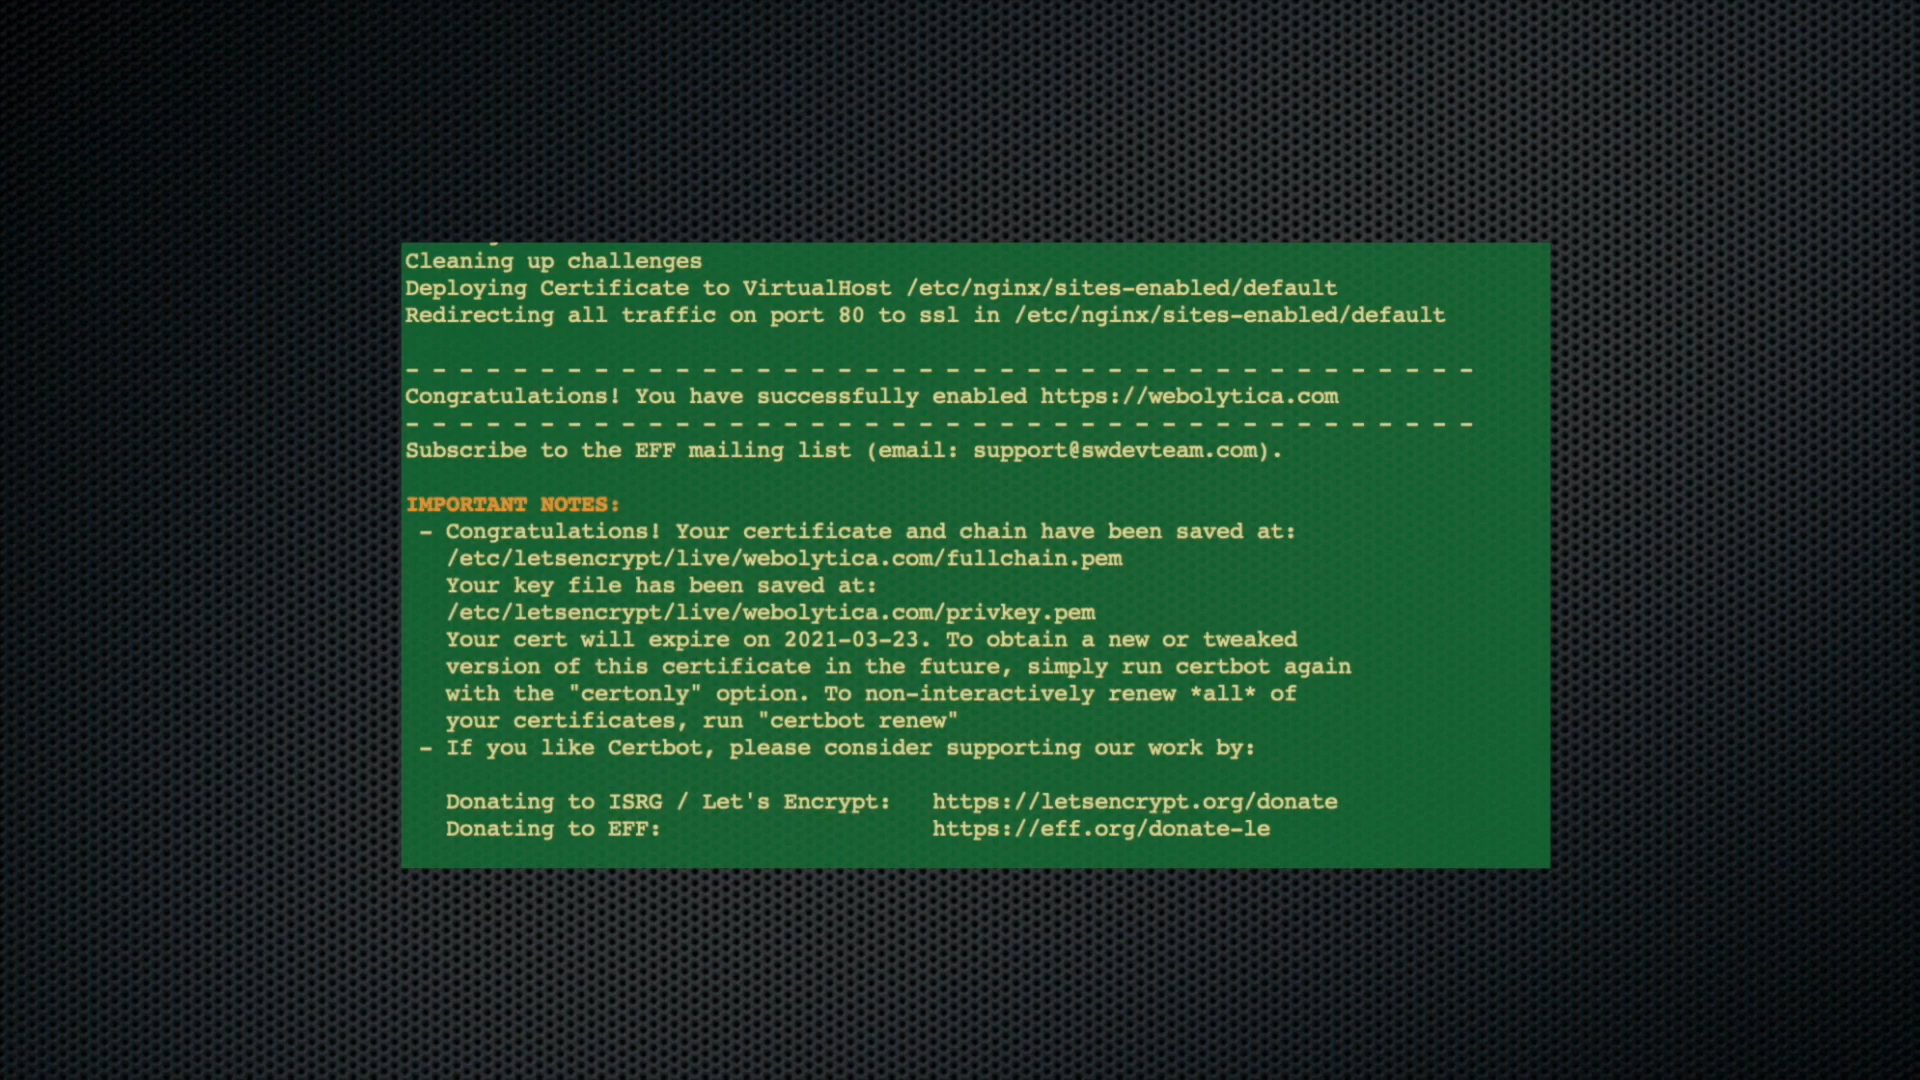 Cleaning up challenges
Deploying Certificate to VirtualHost /etc/nginx/sites-enabled/default
Redirecting all traffic on port 80 to ssl in /etc/nginx/sites-enabled/default
- - - - - - - - - - - - - - - - - - - - - - - - - - - - - - - - - - - - - - - -
Congratulations! You have successfully enabled https://webolytica.com
- - - - - - - - - - - - - - - - - - - - - - - - - - - - - - - - - - - - - - - -
Subscribe to the EFF mailing list (email: support@swdevteam.com).
IMPORTANT NOTES:
- Congratulations! Your certificate and chain have been saved at:
/etc/letsencrypt/live/webolytica.com/fullchain.pem
Your key file has been saved at:
/etc/letsencrypt/live/webolytica.com/privkey.pem
Your cert will expire on 2021-03-23. To obtain a new or tweaked
version of this certificate in the future, simply run certbot again
with the "certonly" option. To non-interactively renew *all* of
your certificates, run "certbot renew"
- If you like Certbot, please consider supporting our work by:
Donating to ISRG / Let's Encrypt:   https://letsencrypt.org/donate
Donating to EFF:                    https://eff.org/donate-le